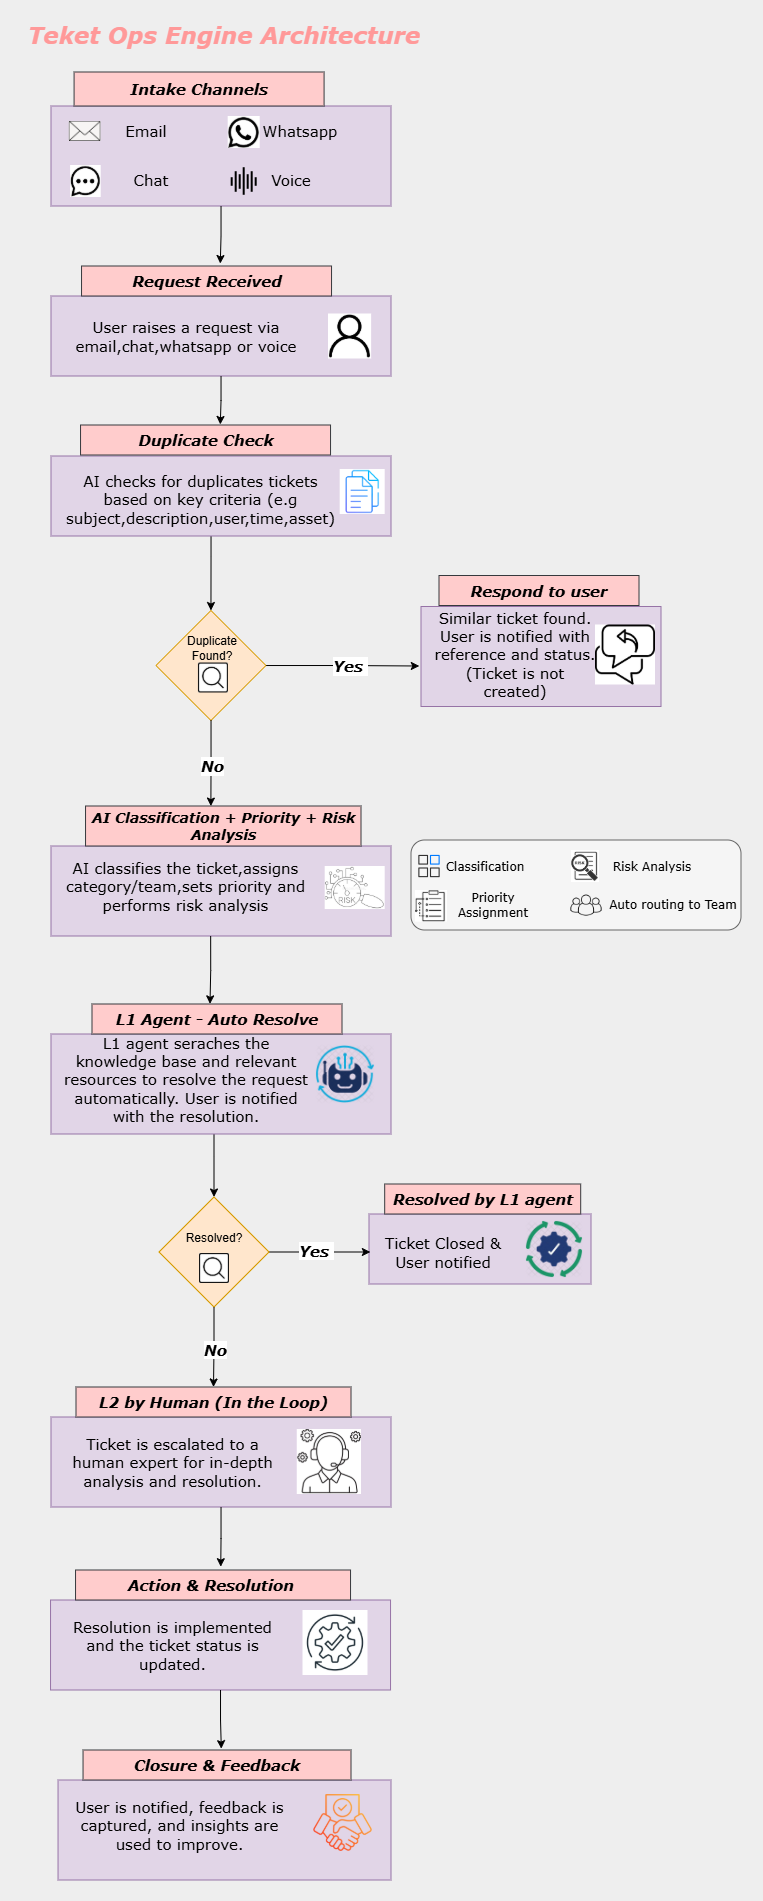 Teket Ops Engine Architecture
Intake Channels
Email
Whatsapp
Chat
Voice
Request Received
User raises a request via
email,chat,whatsapp or voice
Duplicate Check
AI checks for duplicates tickets
based on key criteria (e.g
subject,description,user,time,asset)
Duplicate
Found?
Yes
Respond to user
Similar ticket found.
User is notified with
reference and status.
(Ticket is not
created)
No
AI Classification + Priority + Risk
Analysis
AI classifies the ticket,assigns
category/team,sets priority and
performs risk analysis
RISK
Classification
RISK
Risk Analysis
Priority
Assignment
Auto routing to Team
L1 Agent - Auto Resolve
L1 agent seraches the
knowledge base and relevant
resources to resolve the request
automatically. User is notified
with the resolution.
Resolved?
Yes
Resolved by L1 agent
Ticket Closed &
User notified
No
L2 by Human (In the Loop)
Ticket is escalated to a
human expert for in-depth
analysis and resolution.
Action & Resolution
Resolution is implemented
and the ticket status is
updated.
Closure & Feedback
User is notified, feedback is
captured, and insights are
used to improve.